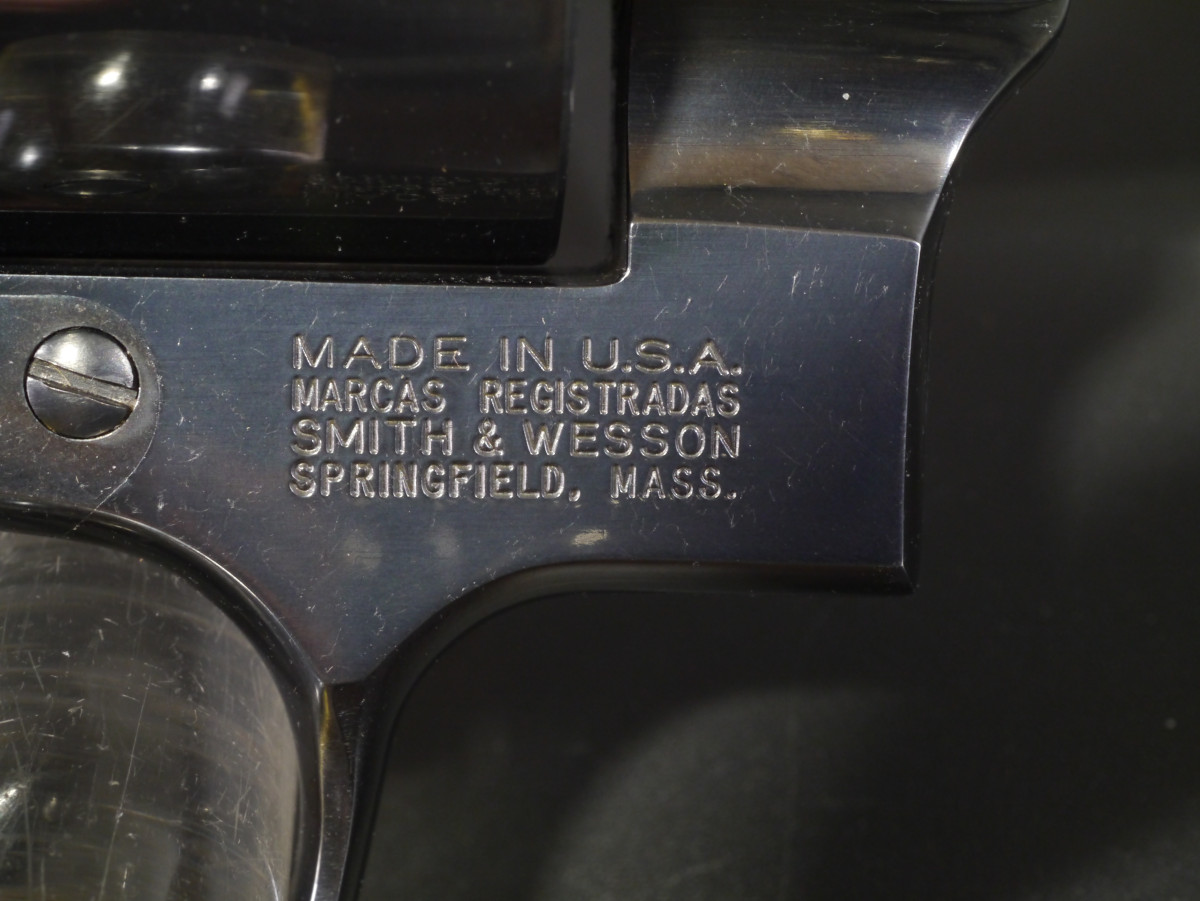 MADE IN U.S.A.
MARCAS REGISTRADAS
SMITH & WESSON
SPRINGFIELD, MASS.